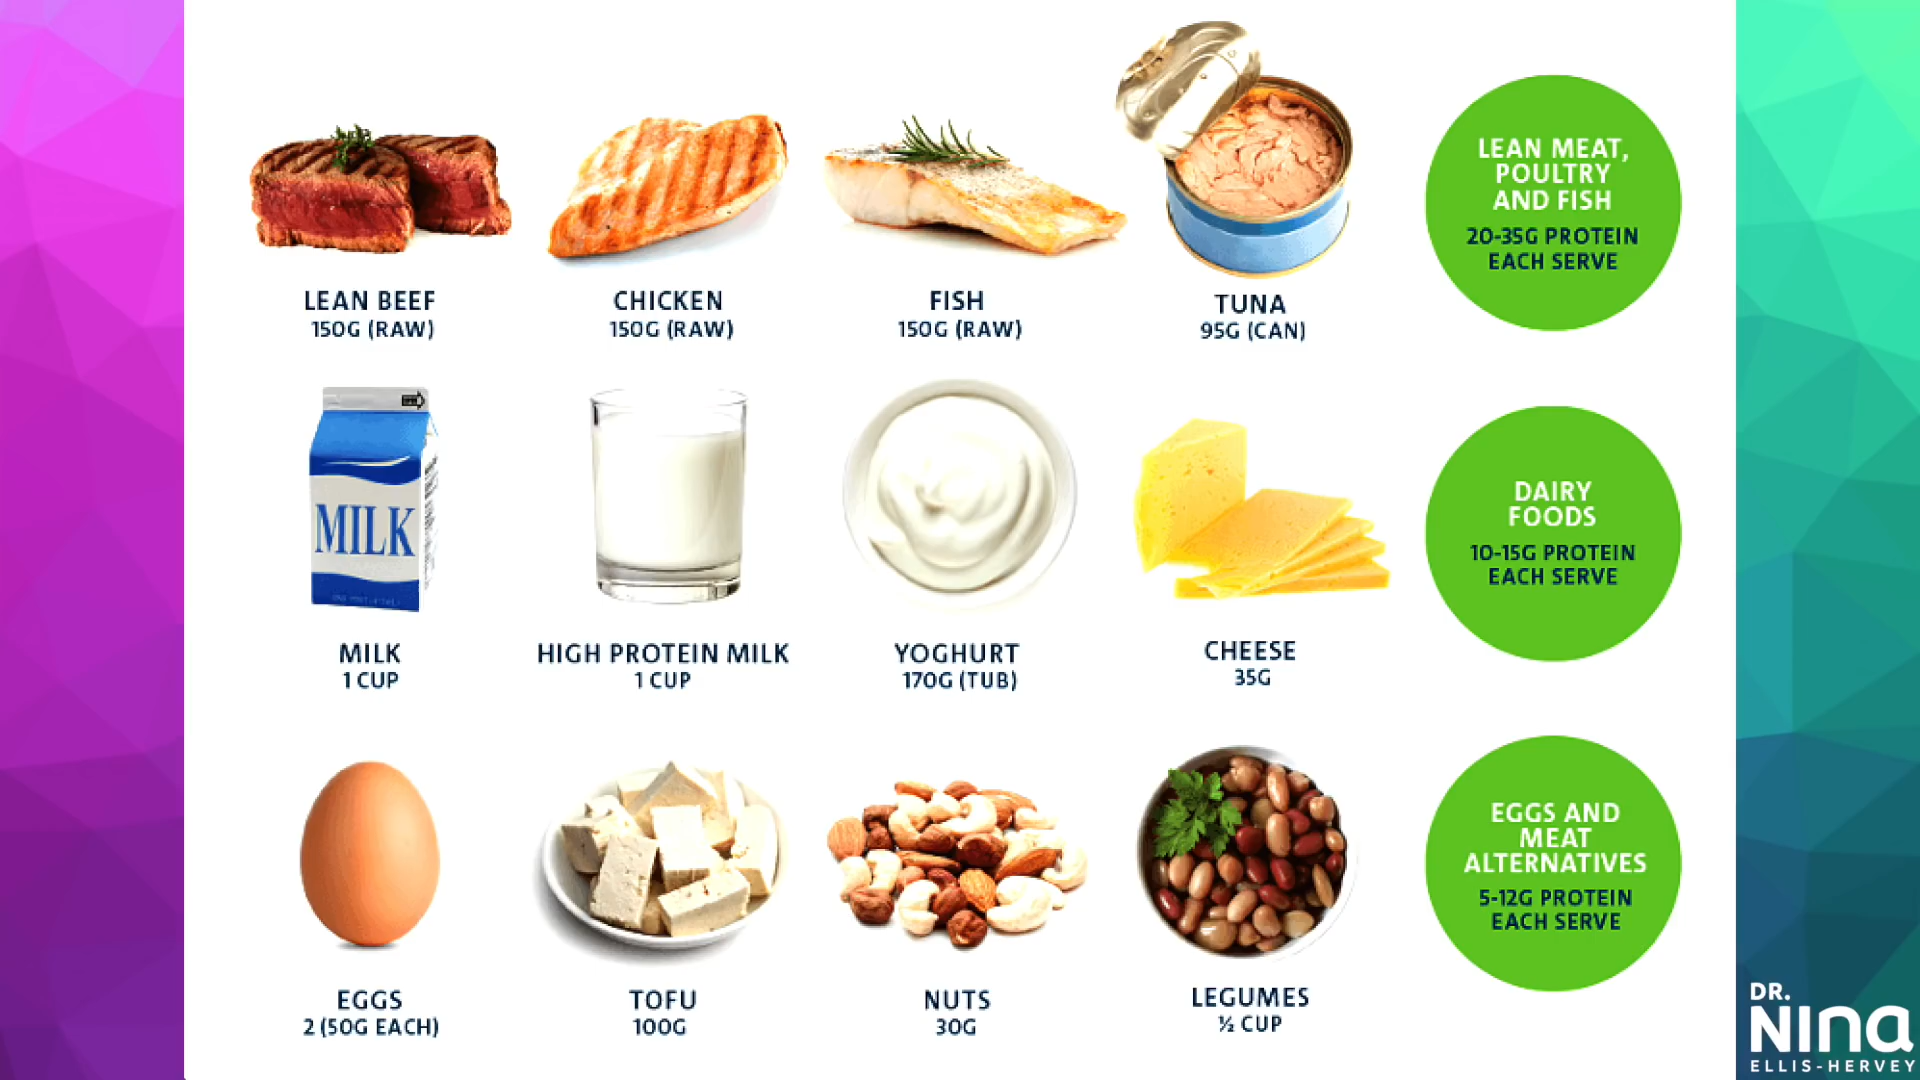 LEAN BEEF
150G (RAW)
CHICKEN
150G (RAW)
FISH
150G (RAW)
TUNA
95G (CAN)
LEAN MEAT,
POULTRY
AND FISH
20-35G PROTEIN
EACH SERVE
MILK
MILK
1 CUP
HIGH PROTEIN MILK
1 CUP
YOGHURT
170G (TUB)
CHEESE
35G
DAIRY
FOODS
10-15G PROTEIN
EACH SERVE
EGGS
2 (50G EACH)
TOFU
100G
NUTS
30G
LEGUMES
½ CUP
EGGS AND
MEAT
ALTERNATIVES
5-12G PROTEIN
EACH SERVE
DR.
NINA
ELLIS-HERVEY